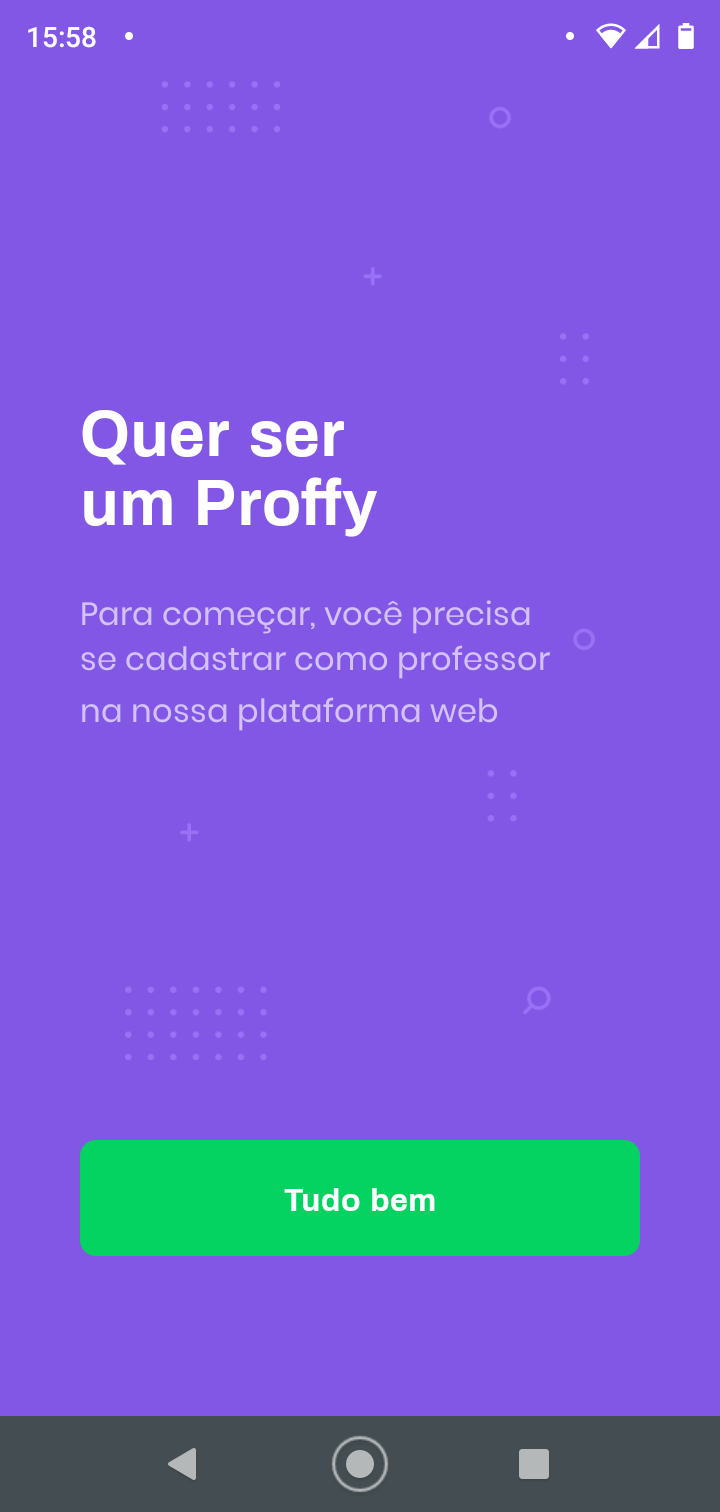 15:58
Quer ser
um Proffy
Para começar, você precisa
se cadastrar como professor
na nossa plataforma web
Tudo bem